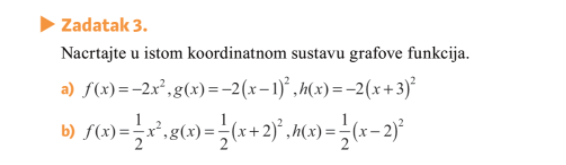 ▶ Zadatak 3.
Nacrtajte u istom koordinatnom sustavu grafove funkcija.
a) f(x) = −2x², g(x) = −2(x−1)², h(x) = −2(x+3)²
b) f(x) = 1/2 x², g(x) = 1/2 (x+2)², h(x) = 1/2 (x−2)²